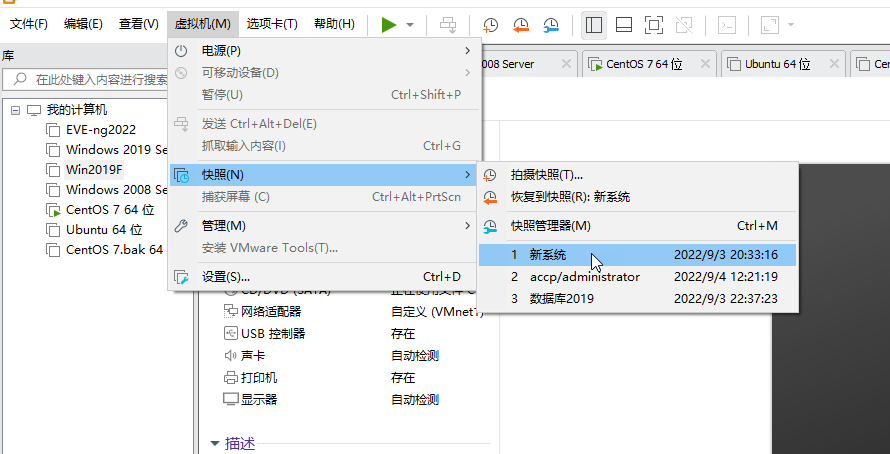 文件(F) 编辑(E) 查看(V) 虚拟机(M) 选项卡(T) 帮助(H)
库
在此处键入内容进行搜索
我的计算机
EVE-ng2022
Windows 2019 Se
Win2019F
Windows 2008 Se
CentOS 7 64 位
Ubuntu 64 位
CentOS 7.bak 64
电源(P)
可移动设备(D)
暂停(U) Ctrl+Shift+P
发送 Ctrl+Alt+Del(E)
抓取输入内容(I) Ctrl+G
快照(N)
捕获屏幕 (C) Ctrl+Alt+PrtScn
管理(M)
安装 VMware Tools(T)...
设置(S)... Ctrl+D
008 Server CentOS 7 64 位 Ubuntu 64 位 Cent
拍摄快照(T)...
恢复到快照(R): 新系统
快照管理器(M) Ctrl+M
1 新系统 2022/9/3 20:33:16
2 accp/administrator 2022/9/4 12:21:19
3 数据库2019 2022/9/3 22:37:23
CD/DVD (SATA) 正在使用文件 C
网络适配器 自定义 (VMnet1)
USB 控制器 存在
声卡 自动检测
打印机 存在
显示器 自动检测
描述